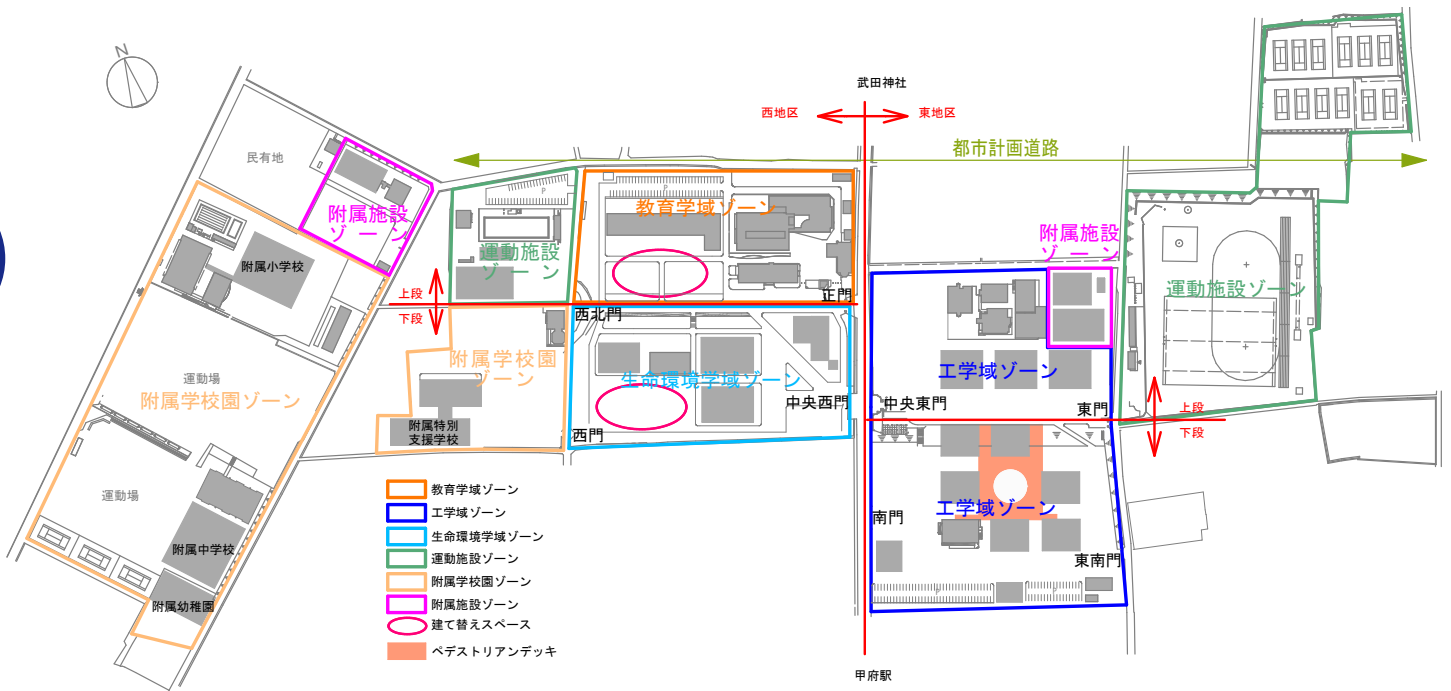 N
武田神社
西地区
東地区
都市計画道路
民有地
附属施設
ゾーン
教育学域ゾーン
附属施設
ゾーン
運動施設
ゾーン
附属小学校
運動施設ゾーン
上段
下段
正門
西北門
附属学校園
ゾーン
工学域ゾーン
生命環境学域ゾーン
運動場
附属学校園ゾーン
中央西門
中央東門
東門
上段
下段
附属特別
支援学校
西門
運動場
工学域ゾーン
南門
附属中学校
東南門
附属幼稚園
P
P
P
P
教育学域ゾーン
工学域ゾーン
生命環境学域ゾーン
運動施設ゾーン
附属学校園ゾーン
附属施設ゾーン
建て替えスペース
ペデストリアンデッキ
甲府駅